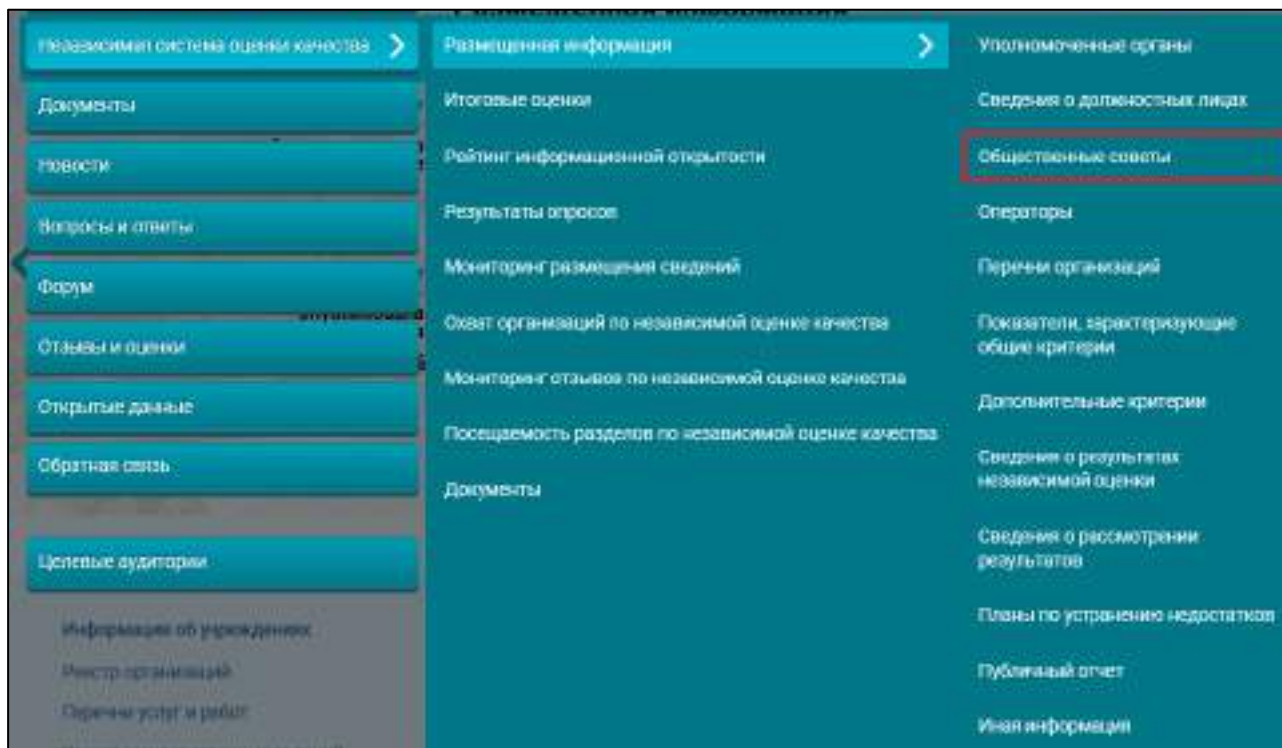 Независимая система оценки качества
Документы
Новости
Вопросы и ответы
Форум
Отзывы и оценки
Открытые данные
Обратная связь
Целевые аудитории
Информация об учреждениях
Реестр организаций
Перечни услуг и работ
Размещенная информация
Итоговые оценки
Рейтинг информационной открытости
Результаты опросов
Мониторинг размещения сведений
Охват организаций по независимой оценке качества
Мониторинг отзывов по независимой оценке качества
Посещаемость разделов по независимой оценке качества
Документы
Уполномоченные органы
Сведения о должностных лицах
Общественные советы
Операторы
Перечни организаций
Показатели, характеризующие
общие критерии
Дополнительные критерии
Сведения о результатах
независимой оценки
Сведения о рассмотрении
результатов
Планы по устранению недостатков
Публичный отчет
Иная информация